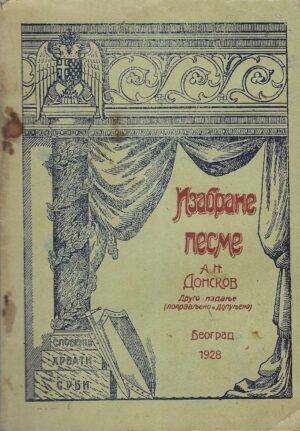 Изабране
песме
А.Н.
Донсков
Друго издање
(поправљено и допуњено)
Београд
1928
СЛОВЕНЦИ
ХРВАТИ
СРБИ